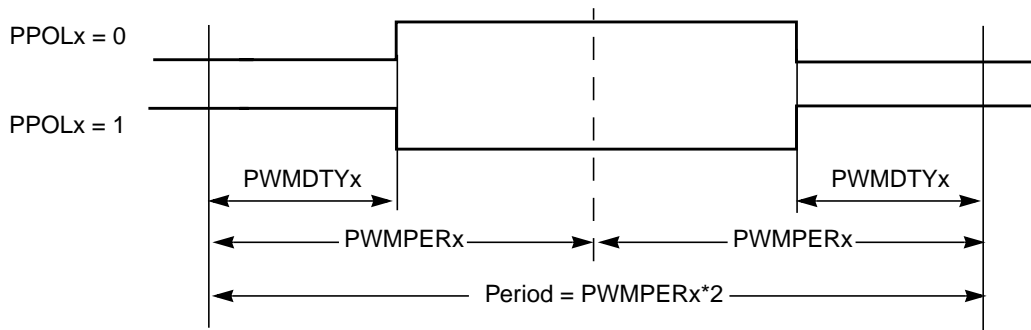 PPOLx = 0
PPOLx = 1
PWMDTYx
PWMDTYx
PWMPERx
PWMPERx
Period = PWMPERx*2